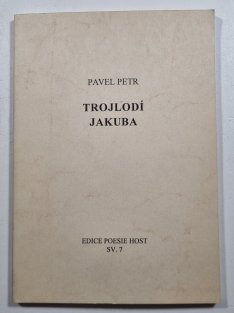 PAVEL PETR
TROJLODÍ
JAKUBA
EDICE POESIE HOST
SV. 7